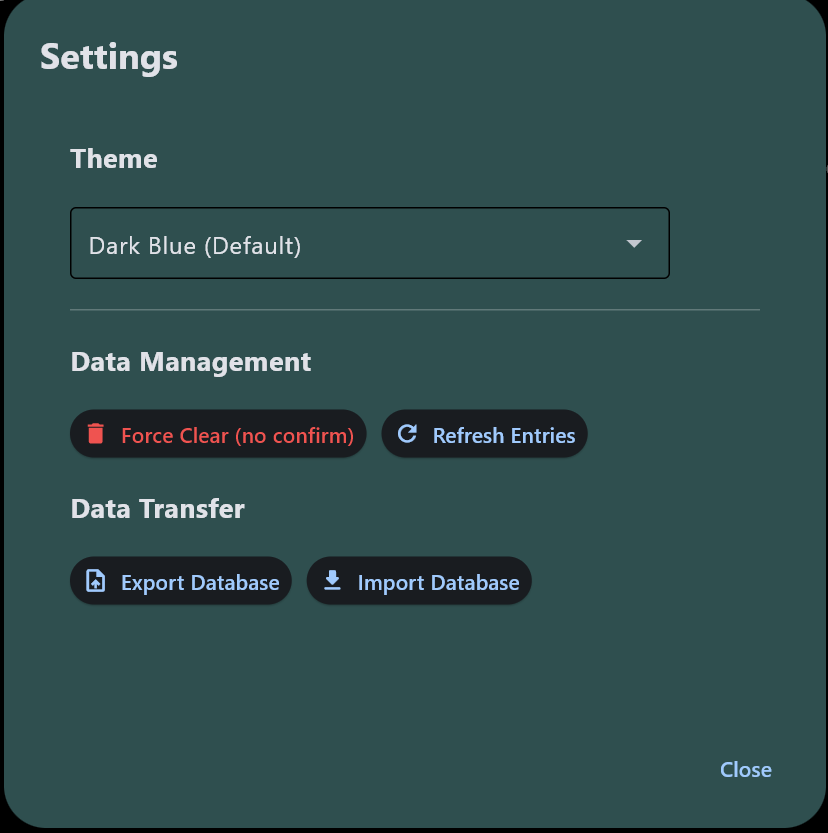 Settings
Theme
Dark Blue (Default)
Data Management
Force Clear (no confirm)
Refresh Entries
Data Transfer
Export Database
Import Database
Close